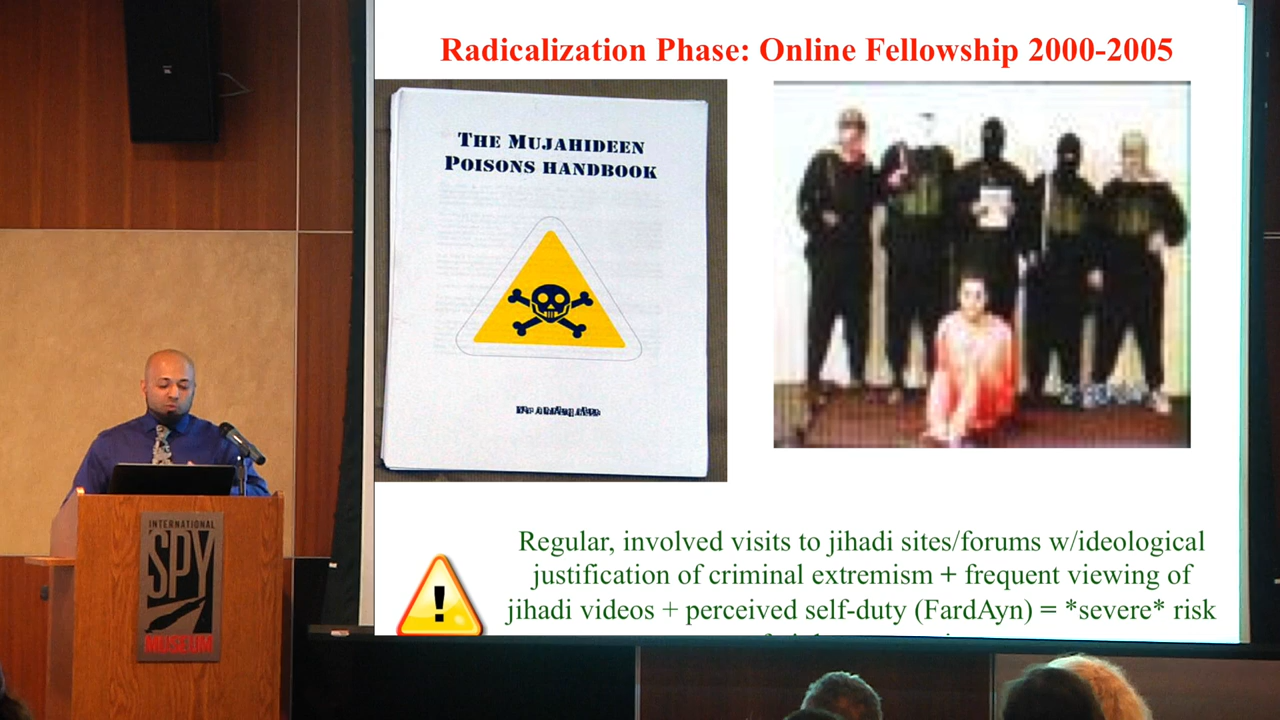 Radicalization Phase: Online Fellowship 2000-2005
THE MUJAHIDEEN
POISONS HANDBOOK
Regular, involved visits to jihadi sites/forums w/ideological
justification of criminal extremism + frequent viewing of
jihadi videos + perceived self-duty (FardAyn) = *severe* risk
INTERNATIONAL
SPY
MUSEUM